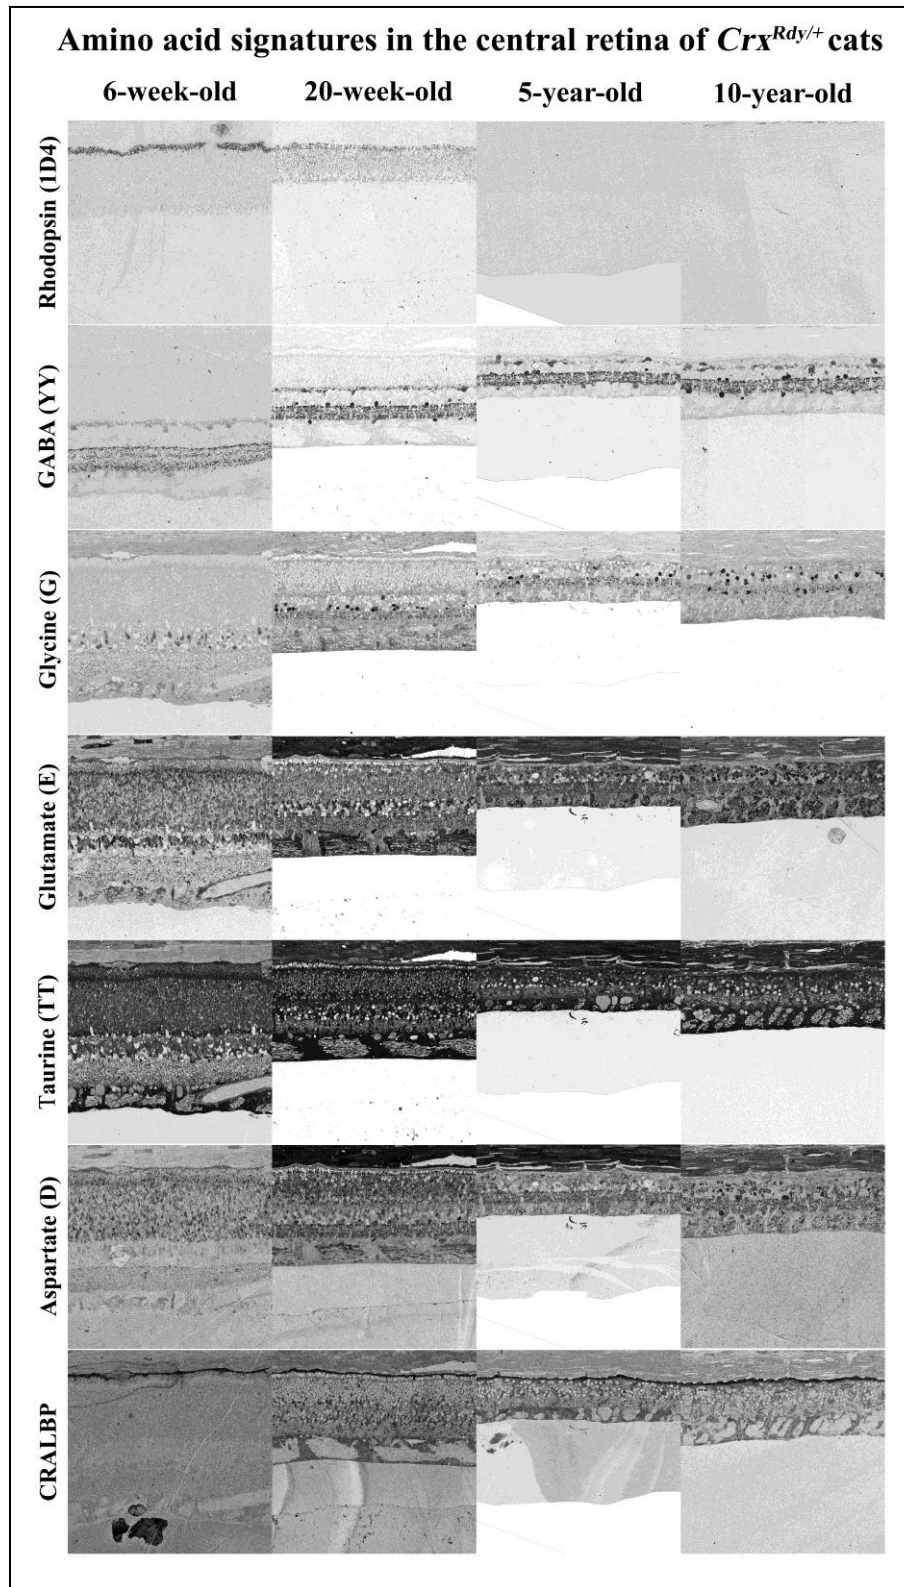 Amino acid signatures in the central retina of Crx^Rdy/+ cats
6-week-old 20-week-old 5-year-old 10-year-old
Rhodopsin (1D4)
GABA (YY)
Glycine (G)
Glutamate (E)
Taurine (TT)
Aspartate (D)
CRALBP